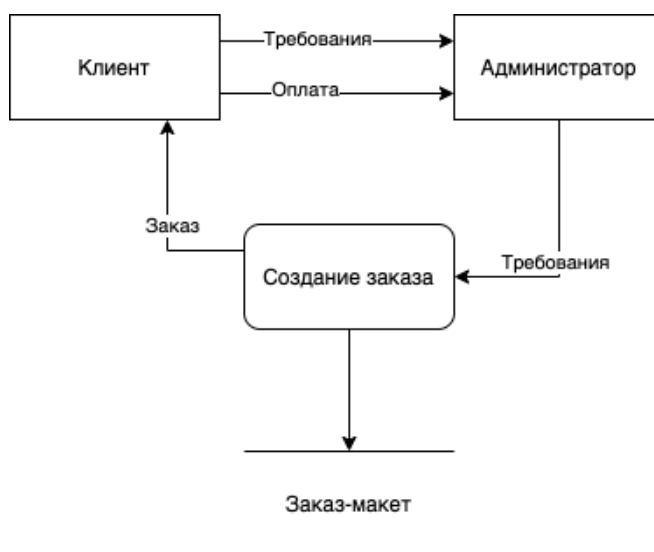 Клиент
Требования
Оплата
Администратор
Заказ
Создание заказа
Требования
Заказ-макет